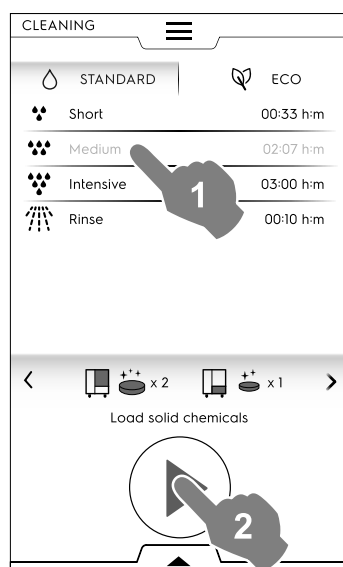 CLEANING
STANDARD ECO
Short 00:33 h:m
Medium 02:07 h:m
Intensive 03:00 h:m
1
Rinse 00:10 h:m
x 2 x 1
Load solid chemicals
2